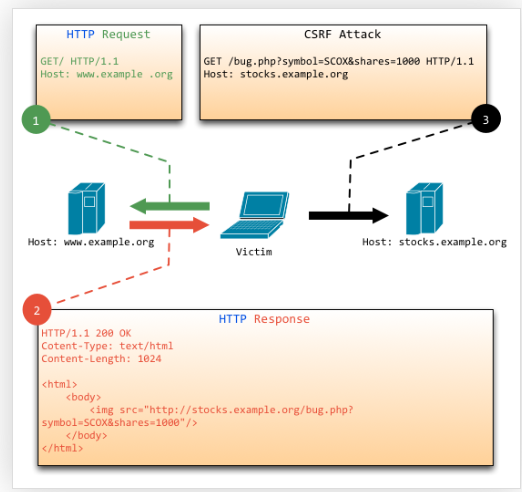 HTTP Request
GET/ HTTP/1.1
Host: www.example .org
1
CSRF Attack
GET /bug.php?symbol=SCOX&shares=1000 HTTP/1.1
Host: stocks.example.org
3
Host: www.example.org
Victim
Host: stocks.example.org
2
HTTP Response
HTTP/1.1 200 OK
Cotent-Type: text/html
Content-Length: 1024
<html>
<body>
<img src="http://stocks.example.org/bug.php?
symbol=SCOX&shares=1000"/>
</body>
</html>